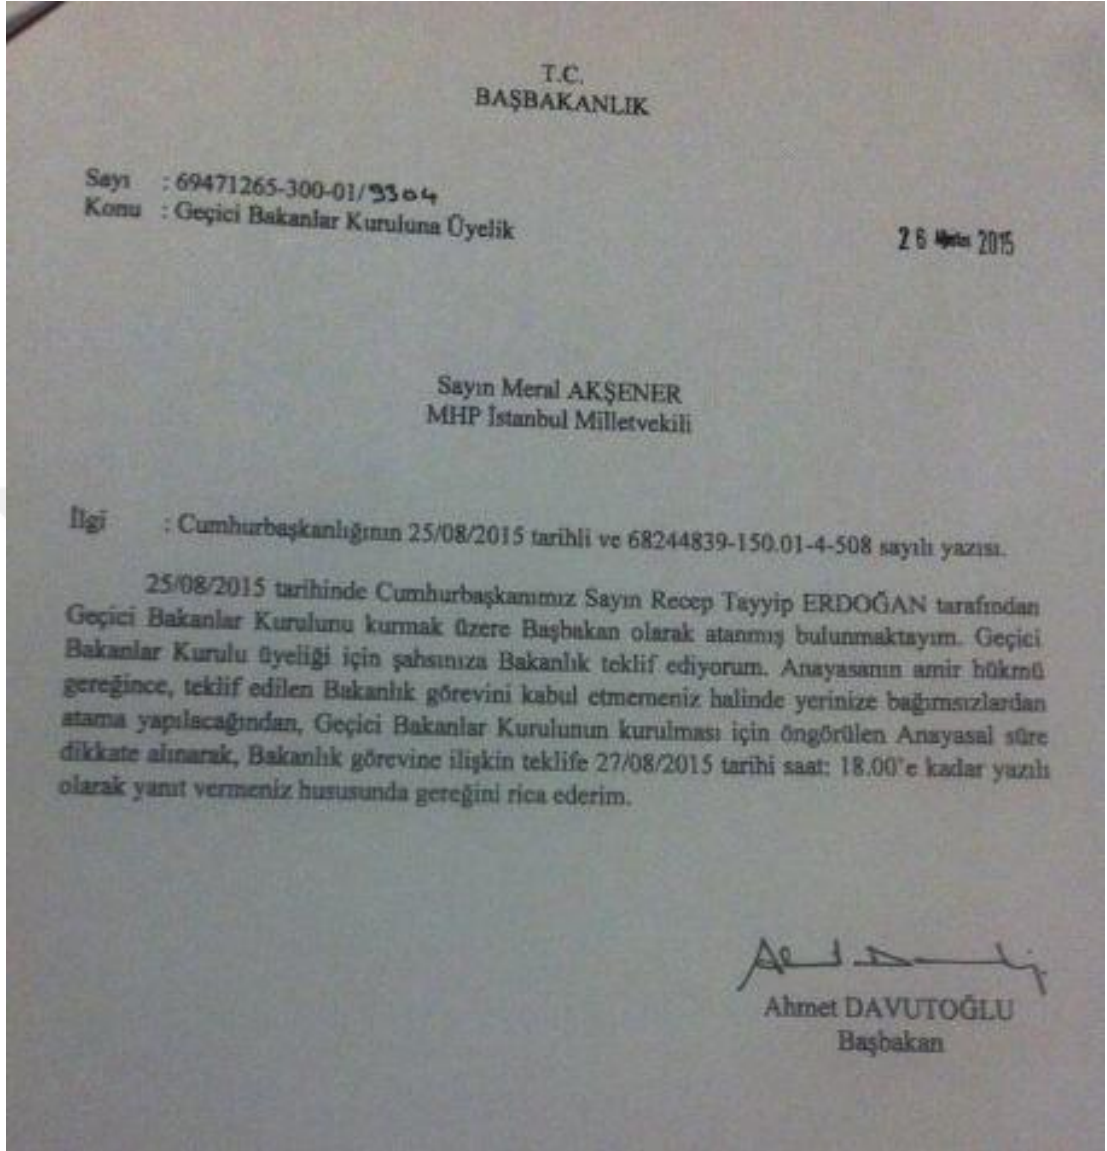 T.C.
BAŞBAKANLIK
Sayı : 69471265-300-01/9304
Konu : Geçici Bakanlar Kuruluna Üyelik
26 Ağustos 2015
Sayın Meral AKŞENER
MHP İstanbul Milletvekili
İlgi : Cumhurbaşkanlığının 25/08/2015 tarihli ve 68244839-150.01-4-508 sayılı yazısı.
25/08/2015 tarihinde Cumhurbaşkanımız Sayın Recep Tayyip ERDOĞAN tarafından
Geçici Bakanlar Kurulunu kurmak üzere Başbakan olarak atanmış bulunmaktayım. Geçici
Bakanlar Kurulu üyeliği için şahsınıza Bakanlık teklif ediyorum. Anayasanın amir hükmü
gereğince, teklif edilen Bakanlık görevini kabul etmemeniz halinde yerinize bağımsızlardan
atama yapılacağından, Geçici Bakanlar Kurulunun kurulması için öngörülen Anayasal süre
dikkate alınarak, Bakanlık görevine ilişkin teklife 27/08/2015 tarihi saat: 18.00'e kadar yazılı
olarak yanıt vermeniz hususunda gereğini rica ederim.
Ahmet DAVUTOĞLU
Başbakan